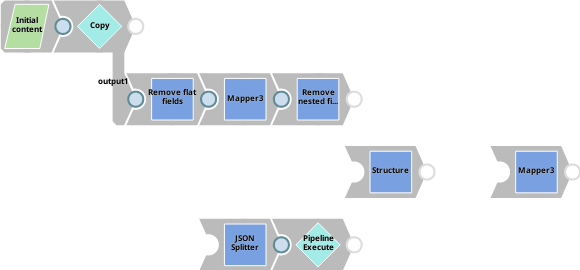 Initial
content
Copy
output1
Remove flat
fields
Mapper3
Remove
nested fi...
Structure
Mapper3
JSON
Splitter
Pipeline
Execute